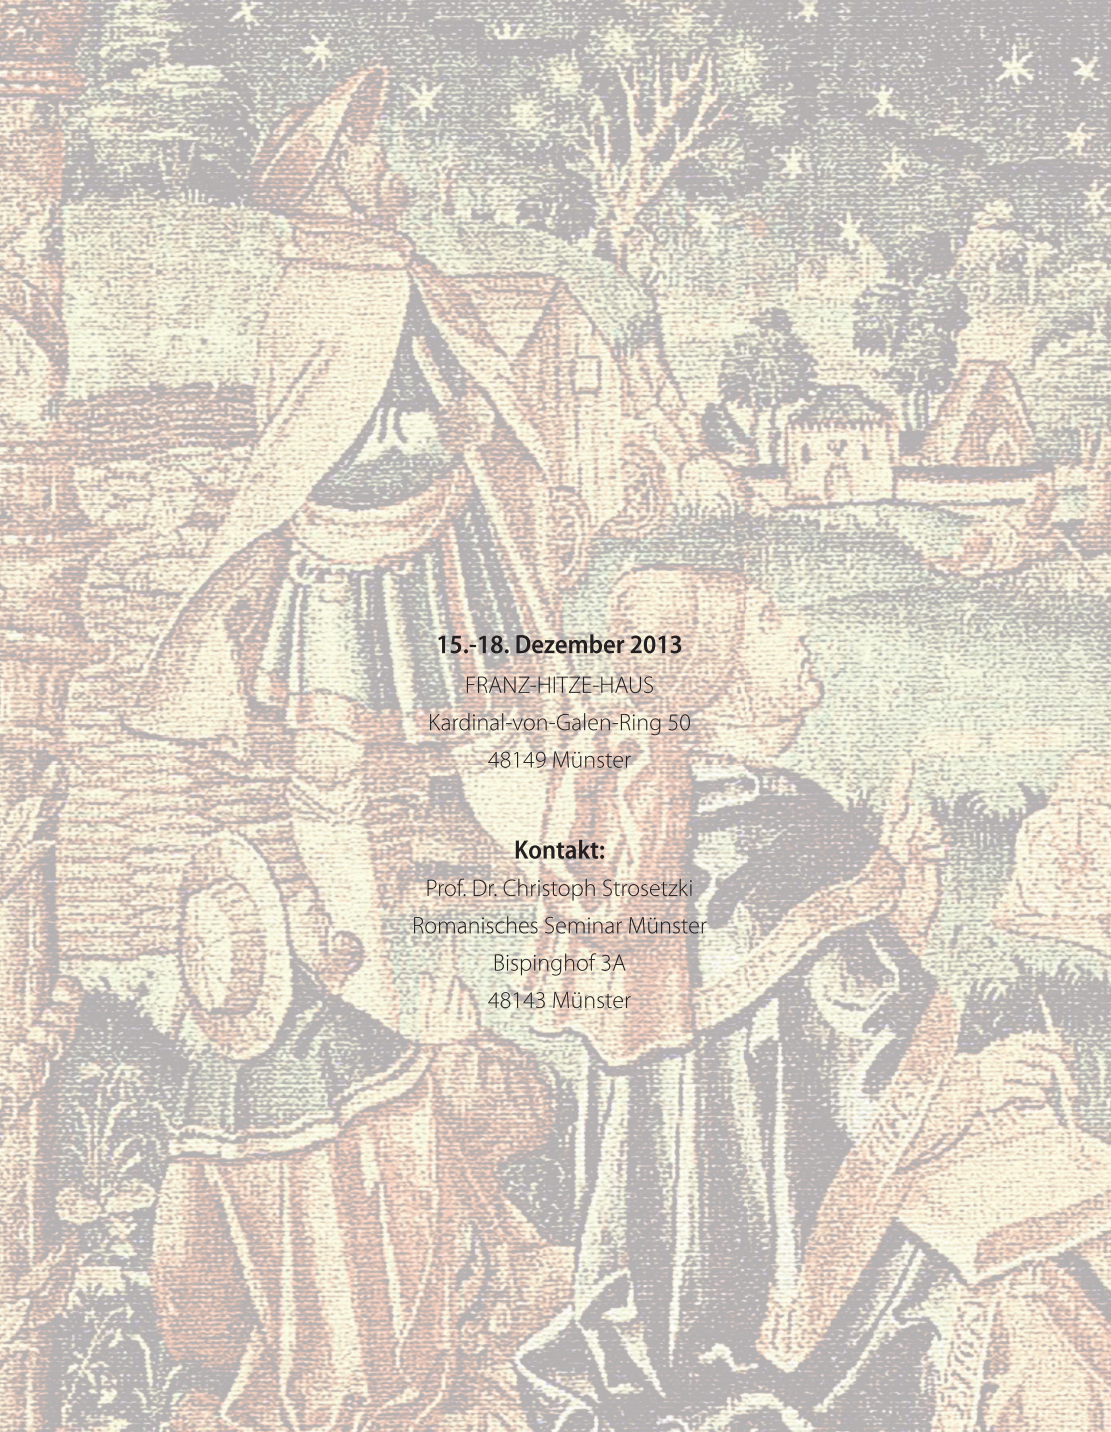 15.-18. Dezember 2013
FRANZ-HITZE-HAUS
Kardinal-von-Galen-Ring 50
48149 Münster
Kontakt:
Prof. Dr. Christoph Strosetzki
Romanisches Seminar Münster
Bispinghof 3A
48143 Münster